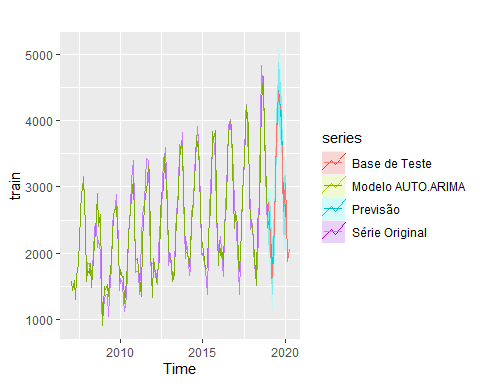 5000
4000
3000
2000
1000
train
2010
2015
2020
Time
series
Base de Teste
Modelo AUTO.ARIMA
Previsão
Série Original